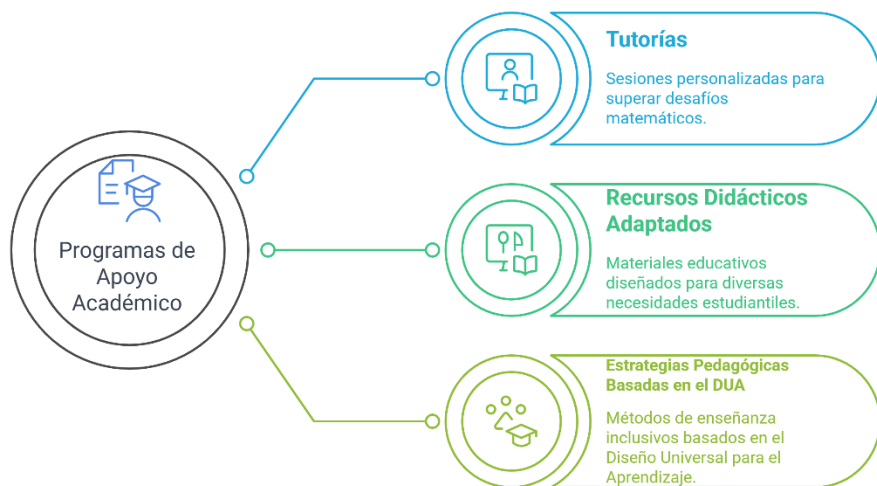 Programas de
Apoyo
Académico
Tutorías
Sesiones personalizadas para
superar desafíos
matemáticos.
Recursos Didácticos
Adaptados
Materiales educativos
diseñados para diversas
necesidades estudiantiles.
Estrategias Pedagógicas
Basadas en el DUA
Métodos de enseñanza
inclusivos basados en el
Diseño Universal para el
Aprendizaje.